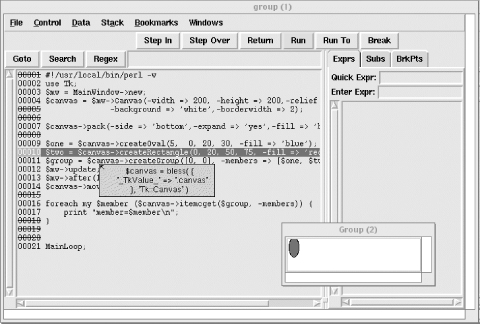 group (1)
File Control Data Stack Bookmarks Windows
Step In Step Over Return Run Run To Break
Goto Search Regex
Exprs Subs BrkPts
Quick Expr:
Enter Expr:
00001 #!/usr/local/bin/perl -w
00002 use Tk;
00003 $mw = MainWindow->new;
00004 $canvas = $mw->Canvas(-width => 200, -height => 200,-relief
00005 -background => 'white',-borderwidth => 2);
00006
00007 $canvas->pack(-side => 'bottom',-expand => 'yes',-fill => 'b
00008
00009 $one = $canvas->createOval(5, 0, 20, 30, -fill => 'blue');
00010 $two = $canvas->createRectangle(0, 20, 50, 75, -fill => 'rec
00011 $group = $canvas->createGroup([0, 0], -members => [$one, $tw
00012 $mw->update
00013 $mw->after(1
00014 $canvas->mov
00015
00016 foreach my $member ($canvas->itemcget($group, -members)) {
00017 print "member=$member\n";
00018 }
00019
00020
00021 MainLoop;
$canvas = bless( {
'_TkValue_' => '.canvas'
}, 'Tk::Canvas' )
Group (2)